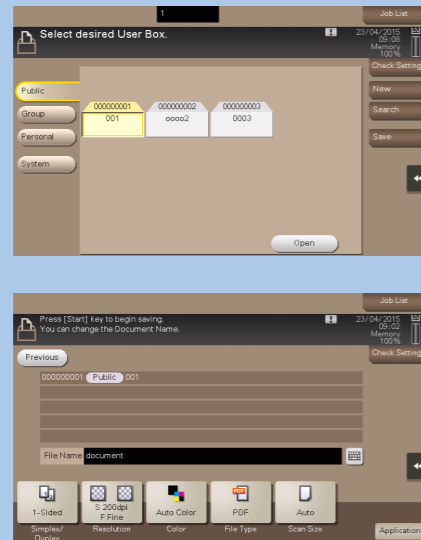 1
Job List
Select desired User Box.
23/04/2015
09:08
Memory
100%
Check Setting
Public
New
000000001
000000002
000000003
Group
001
oooo2
0003
Search
Personal
Save
System
Open
Job List
Press [Start] key to begin saving.
You can change the Document Name.
23/04/2015
09:02
Memory
100%
Check Setting
Previous
000000001 Public 001
File Name document
1-Sided
S 200dpi
F Fine
Auto Color
PDF
Auto
Simplex/
Duplex
Resolution
Color
File Type
Scan Size
Application